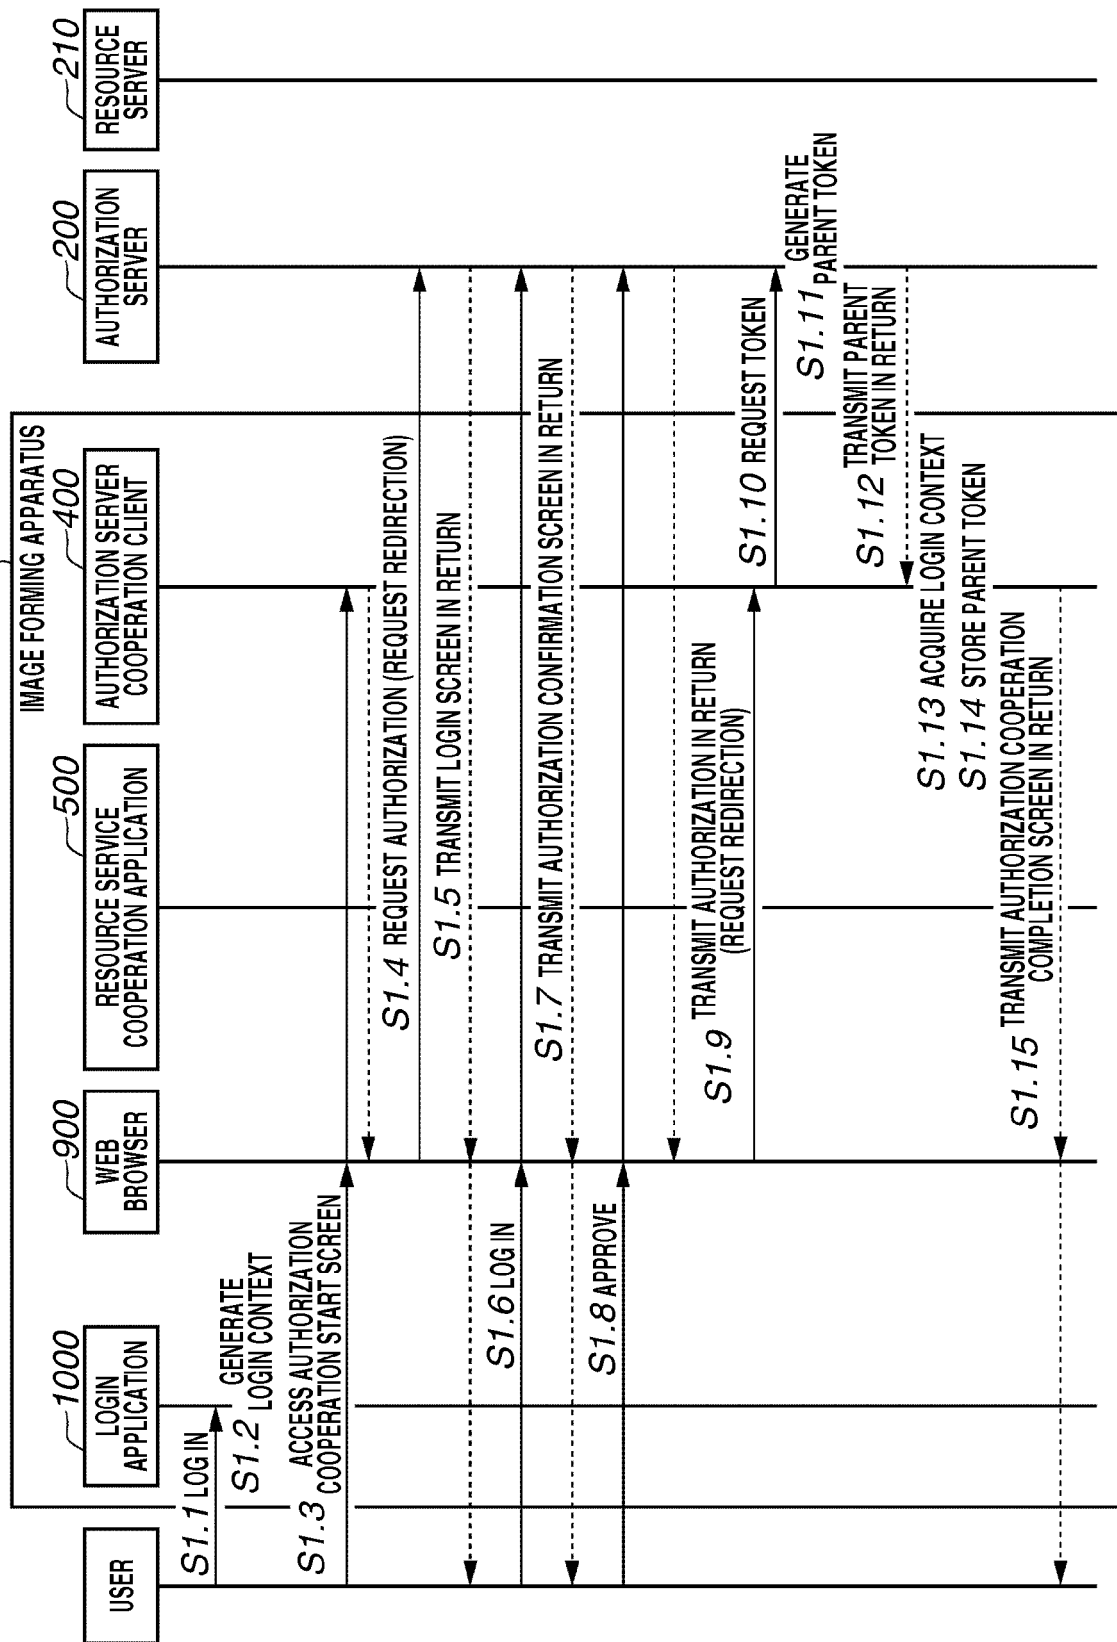 IMAGE FORMING APPARATUS
USER
1000
LOGIN
APPLICATION
900
WEB
BROWSER
500
RESOURCE SERVICE
COOPERATION APPLICATION
400
AUTHORIZATION SERVER
COOPERATION CLIENT
200
AUTHORIZATION
SERVER
210
RESOURCE
SERVER
S1.1 LOG IN
S1.2 GENERATE
LOGIN CONTEXT
S1.3 ACCESS AUTHORIZATION
COOPERATION START SCREEN
S1.4 REQUEST AUTHORIZATION (REQUEST REDIRECTION)
S1.5 TRANSMIT LOGIN SCREEN IN RETURN
S1.6 LOG IN
S1.7 TRANSMIT AUTHORIZATION CONFIRMATION SCREEN IN RETURN
S1.8 APPROVE
S1.9 TRANSMIT AUTHORIZATION IN RETURN
(REQUEST REDIRECTION)
S1.10 REQUEST TOKEN
S1.11 GENERATE
PARENT TOKEN
S1.12 TRANSMIT PARENT
TOKEN IN RETURN
S1.13 ACQUIRE LOGIN CONTEXT
S1.14 STORE PARENT TOKEN
S1.15 TRANSMIT AUTHORIZATION COOPERATION
COMPLETION SCREEN IN RETURN